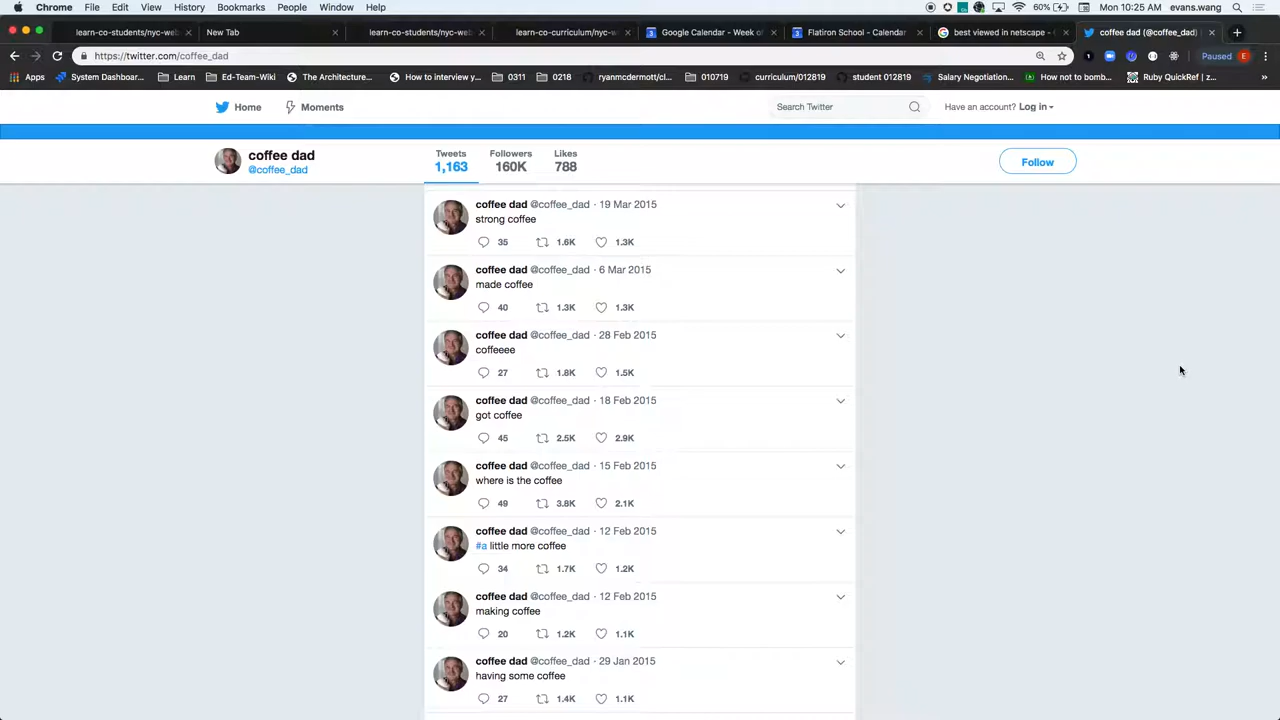 Chrome File Edit View History Bookmarks People Window Help 60% Mon 10:25 AM evans.wang
learn-co-students/nyc-web New Tab learn-co-students/nyc-web learn-co-curriculum/nyc-web- Google Calendar - Week of Flatiron School - Calendar best viewed in netscape - G coffee dad (@coffee_dad) |
https://twitter.com/coffee_dad Paused E
Apps System Dashboar... Learn Ed-Team-Wiki The Architecture... How to interview y... 0311 0218 ryanmcdermott/cl... 010719 curriculum/012819 student 012819 Salary Negotiation... How not to bomb... Ruby QuickRef | z... »
Home Moments Search Twitter Have an account? Log in
coffee dad
@coffee_dad
Tweets Followers Likes
1,163 160K 788
Follow
coffee dad @coffee_dad · 19 Mar 2015
strong coffee
35 1.6K 1.3K
coffee dad @coffee_dad · 6 Mar 2015
made coffee
40 1.3K 1.3K
coffee dad @coffee_dad · 28 Feb 2015
coffeeee
27 1.8K 1.5K
coffee dad @coffee_dad · 18 Feb 2015
got coffee
45 2.5K 2.9K
coffee dad @coffee_dad · 15 Feb 2015
where is the coffee
49 3.8K 2.1K
coffee dad @coffee_dad · 12 Feb 2015
#a little more coffee
34 1.7K 1.2K
coffee dad @coffee_dad · 12 Feb 2015
making coffee
20 1.2K 1.1K
coffee dad @coffee_dad · 29 Jan 2015
having some coffee
27 1.4K 1.1K